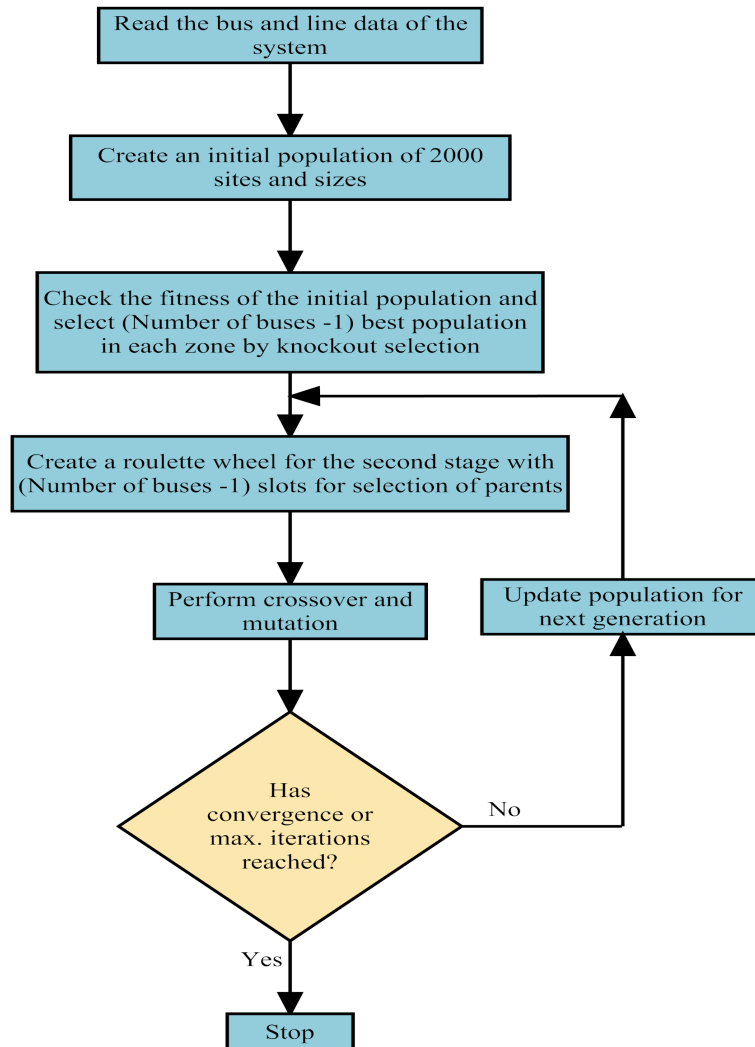 Read the bus and line data of the
system
Create an initial population of 2000
sites and sizes
Check the fitness of the initial population and
select (Number of buses -1) best population
in each zone by knockout selection
Create a roulette wheel for the second stage with
(Number of buses -1) slots for selection of parents
Perform crossover and
mutation
Update population for
next generation
Has
convergence or
max. iterations
reached?
No
Yes
Stop